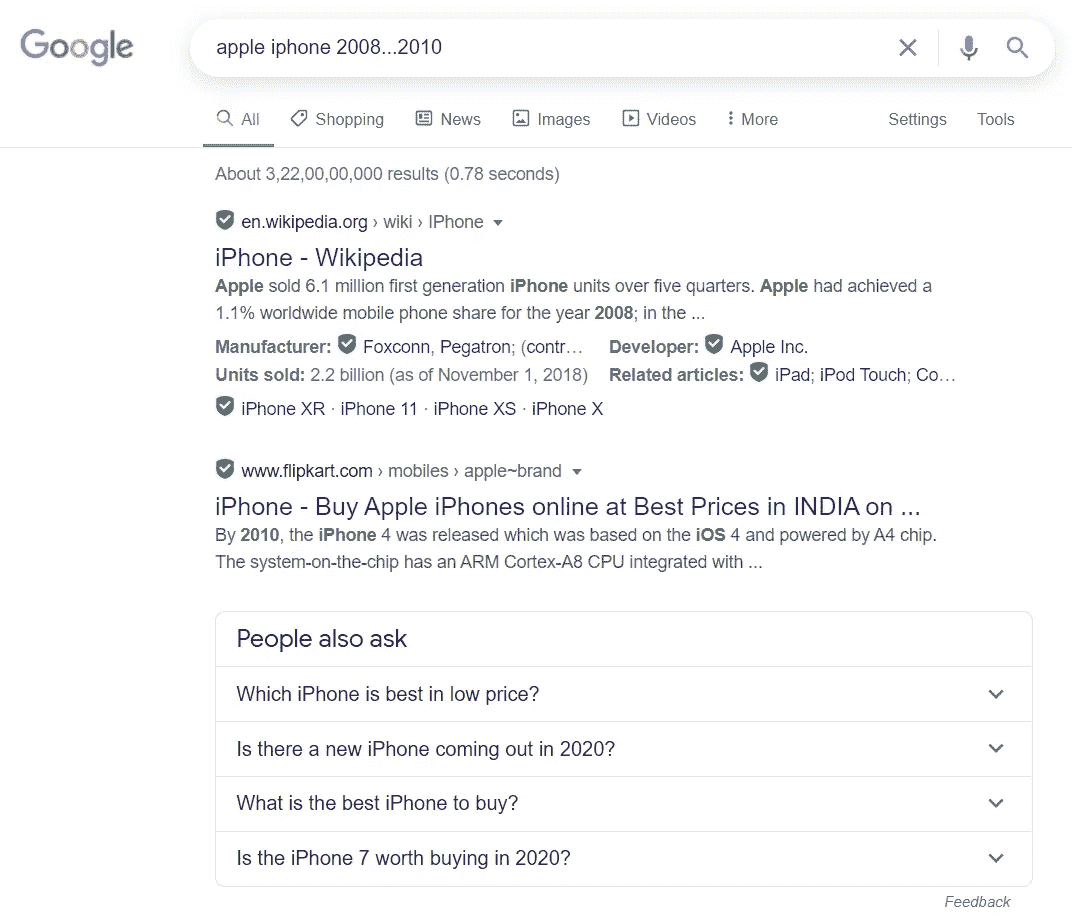 Google
apple iphone 2008...2010
All Shopping News Images Videos More Settings Tools
About 3,22,00,00,000 results (0.78 seconds)
en.wikipedia.org › wiki › IPhone
iPhone - Wikipedia
Apple sold 6.1 million first generation iPhone units over five quarters. Apple had achieved a
1.1% worldwide mobile phone share for the year 2008; in the ...
Manufacturer: Foxconn, Pegatron; (contr… Developer: Apple Inc.
Units sold: 2.2 billion (as of November 1, 2018) Related articles: iPad; iPod Touch; Co…
iPhone XR · iPhone 11 · iPhone XS · iPhone X
www.flipkart.com › mobiles › apple~brand
iPhone - Buy Apple iPhones online at Best Prices in INDIA on ...
By 2010, the iPhone 4 was released which was based on the iOS 4 and powered by A4 chip.
The system-on-the-chip has an ARM Cortex-A8 CPU integrated with ...
People also ask
Which iPhone is best in low price?
Is there a new iPhone coming out in 2020?
What is the best iPhone to buy?
Is the iPhone 7 worth buying in 2020?
Feedback